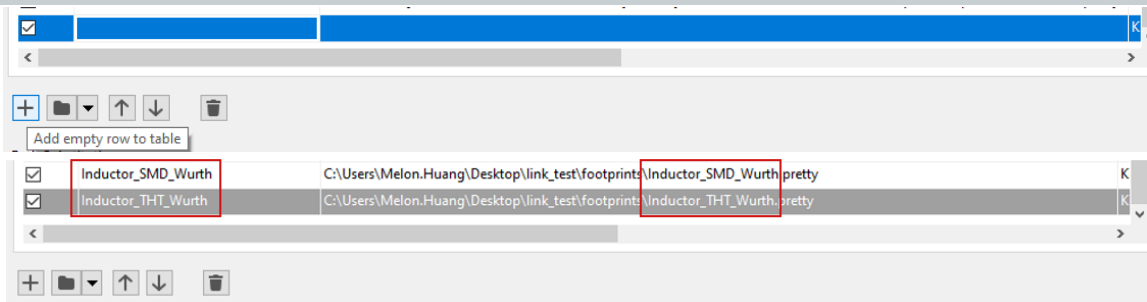 K
Add empty row to table
Inductor_SMD_Wurth C:\Users\Melon.Huang\Desktop\link_test\footprints\Inductor_SMD_Wurth.pretty K
Inductor_THT_Wurth C:\Users\Melon.Huang\Desktop\link_test\footprints\Inductor_THT_Wurth.pretty K